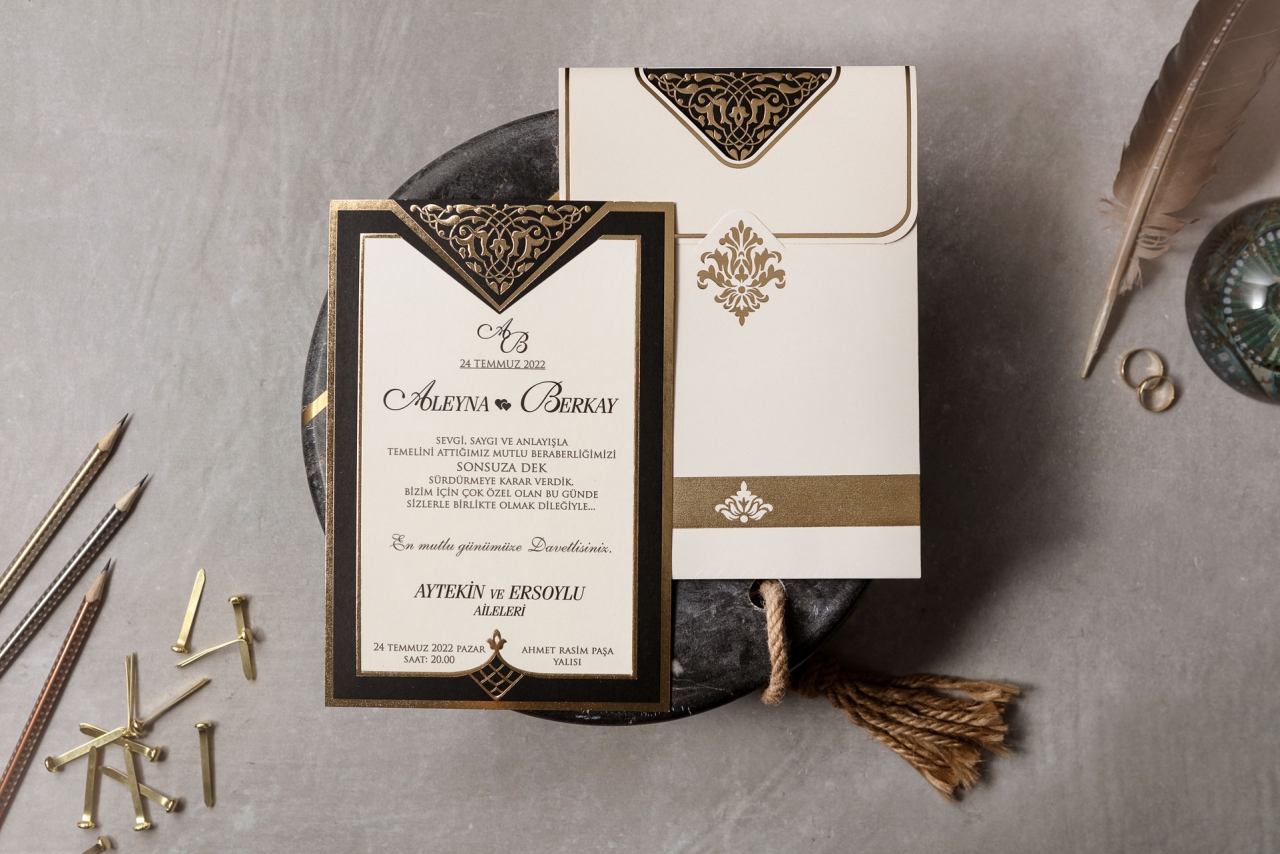 AB
24 TEMMUZ 2022
ALEYNA BERKAY
SEVGİ, SAYGI VE ANLAYIŞLA
TEMELİNİ ATTIĞIMIZ MUTLU BERABERLİĞİMİZİ
SONSUZA DEK
SÜRDÜRMEYE KARAR VERDİK.
BİZİM İÇİN ÇOK ÖZEL OLAN BU GÜNDE
SİZLERLE BİRLİKTE OLMAK DİLEĞİYLE...
En mutlu günümüze Davetlisiniz.
AYTEKİN VE ERSOYLU
AİLELERİ
24 TEMMUZ 2022 PAZAR
SAAT: 20.00
AHMET RASİM PAŞA
YALISI